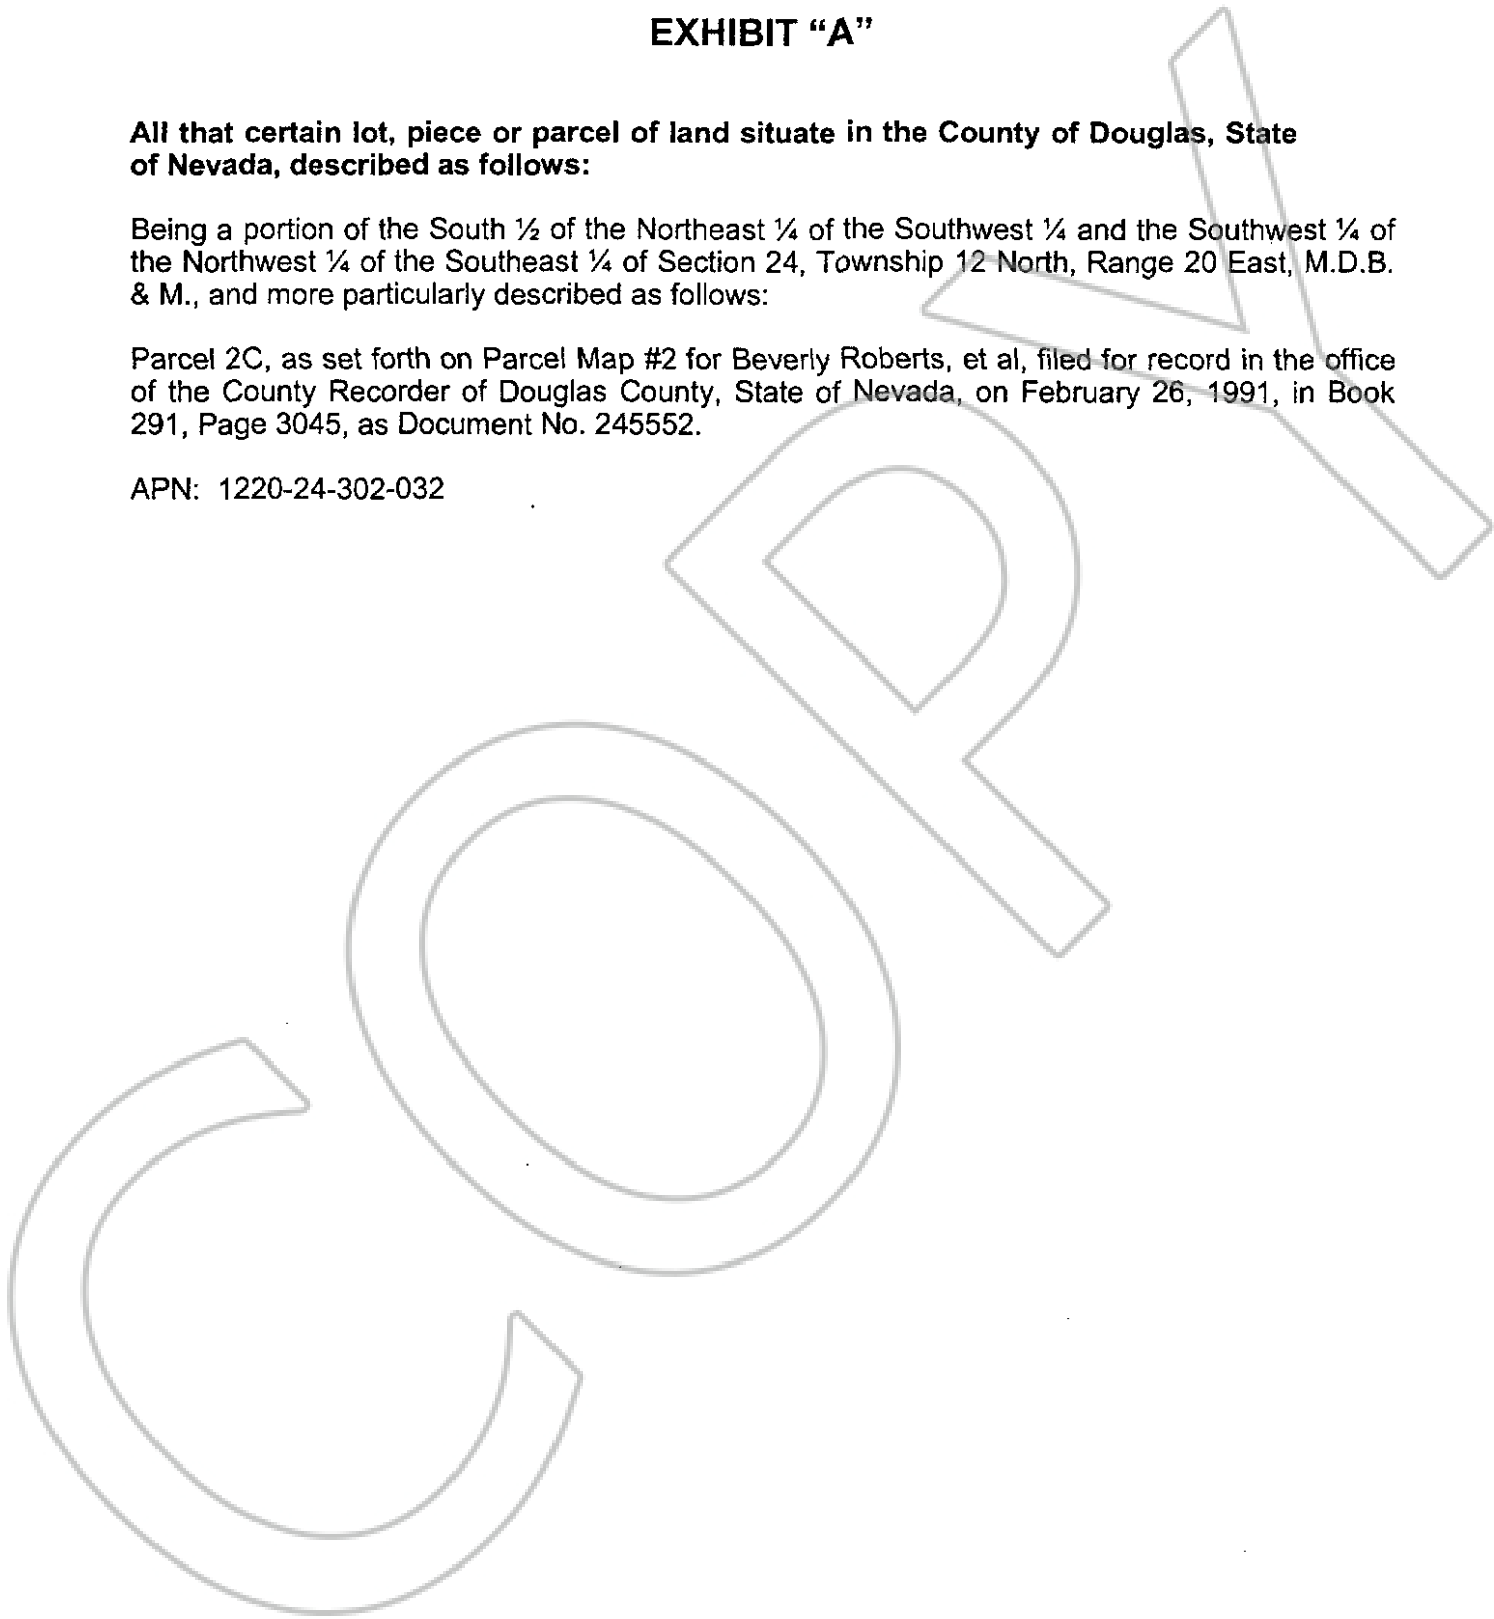 EXHIBIT “A”
All that certain lot, piece or parcel of land situate in the County of Douglas, State
of Nevada, described as follows:
Being a portion of the South ½ of the Northeast ¼ of the Southwest ¼ and the Southwest ¼ of
the Northwest ¼ of the Southeast ¼ of Section 24, Township 12 North, Range 20 East, M.D.B.
& M., and more particularly described as follows:
Parcel 2C, as set forth on Parcel Map #2 for Beverly Roberts, et al, filed for record in the office
of the County Recorder of Douglas County, State of Nevada, on February 26, 1991, in Book
291, Page 3045, as Document No. 245552.
APN: 1220-24-302-032
COPY